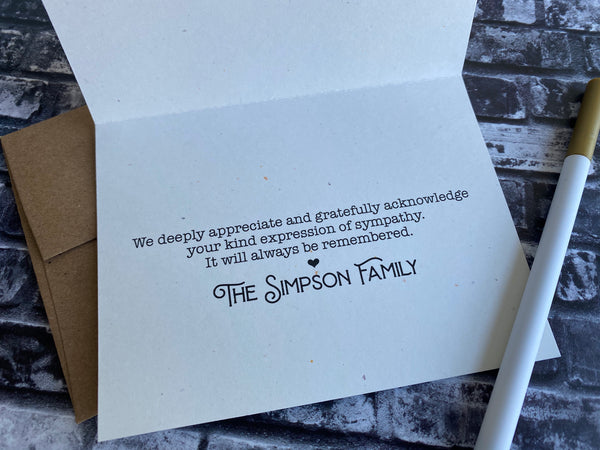 We deeply appreciate and gratefully acknowledge
your kind expression of sympathy.
It will always be remembered.
The Simpson Family